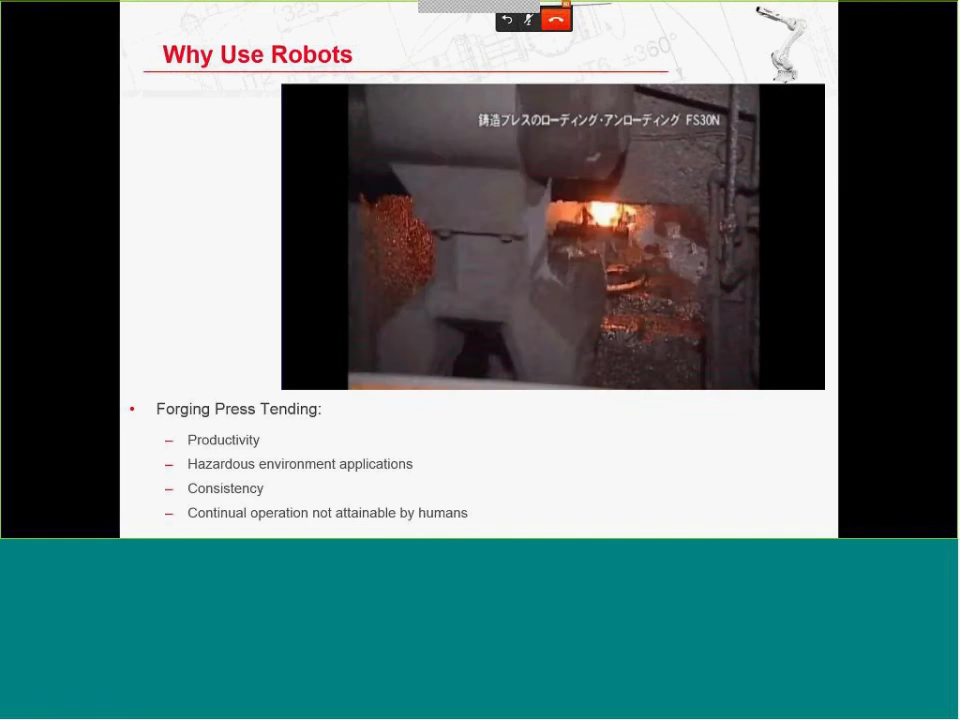 325
±360°
Why Use Robots
鋳造プレスのローディング・アンローディング FS30N
• Forging Press Tending:
– Productivity
– Hazardous environment applications
– Consistency
– Continual operation not attainable by humans